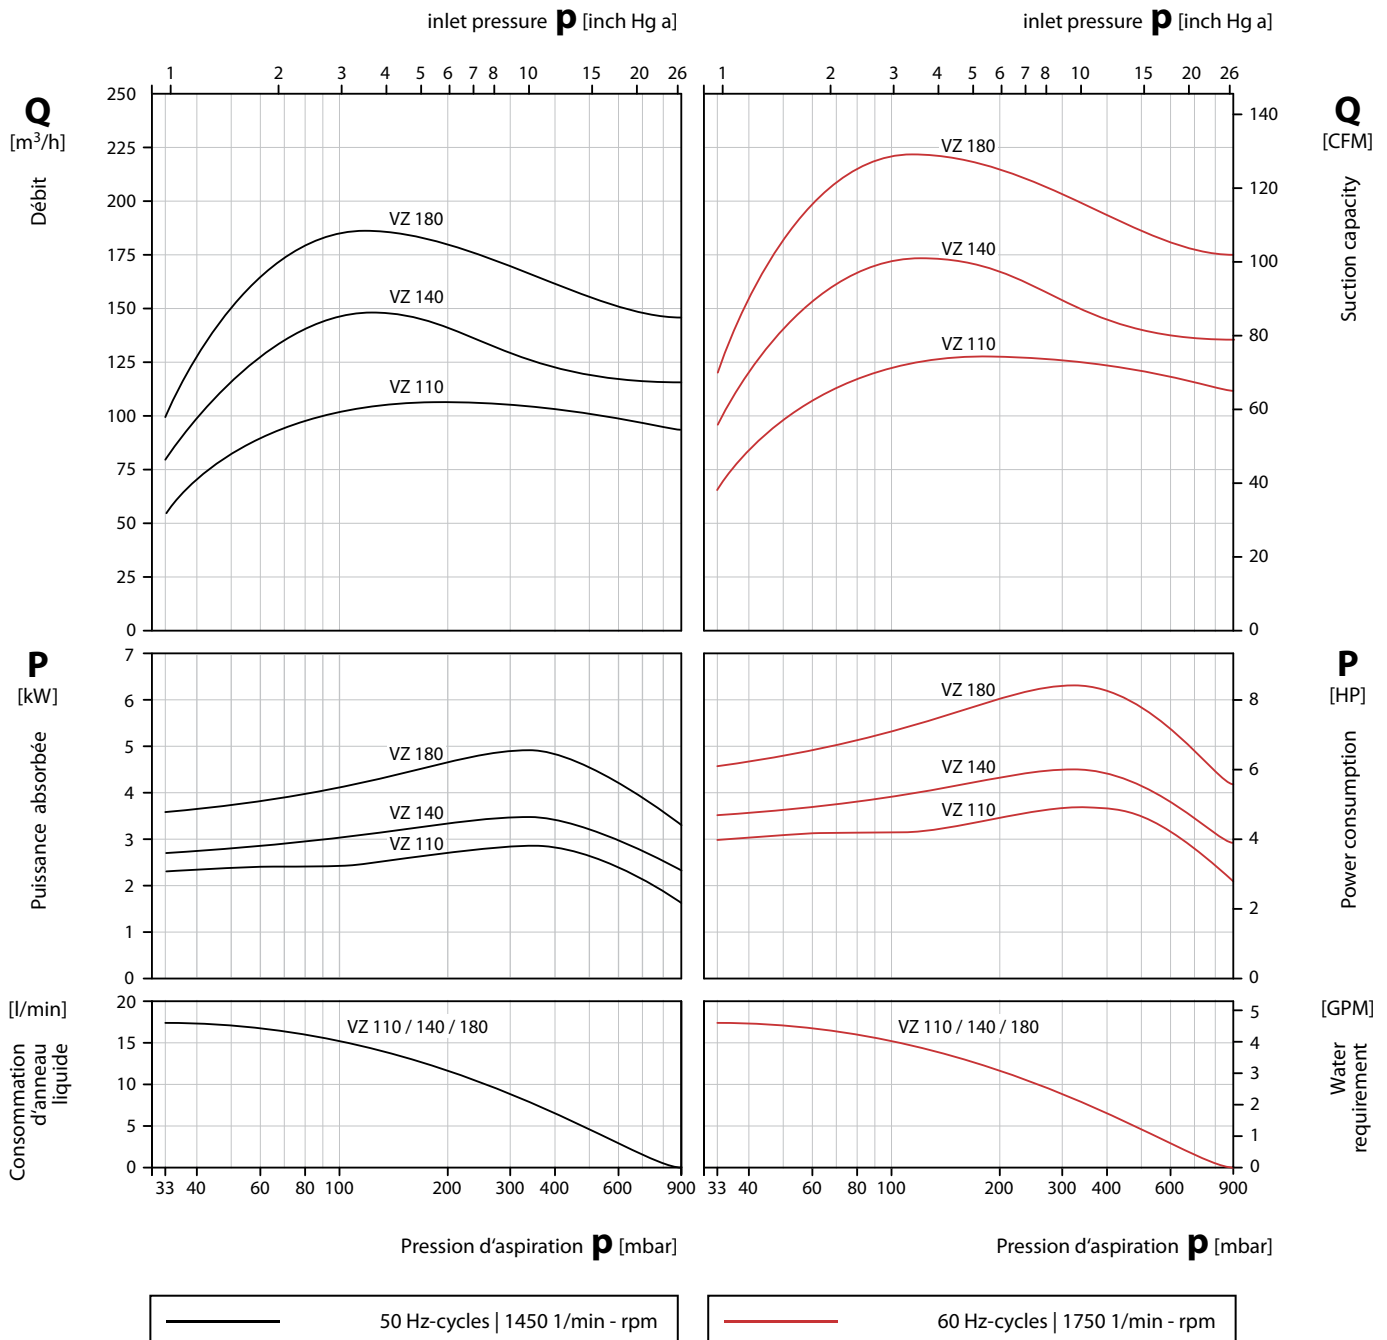 inlet pressure p [inch Hg a]
inlet pressure p [inch Hg a]
1 2 3 4 5 6 7 8 10 15 20 26
1 2 3 4 5 6 7 8 10 15 20 26
Q
[m³/h]
Débit
250
225
200
175
150
125
100
75
50
25
0
VZ 180
VZ 140
VZ 110
VZ 180
VZ 140
VZ 110
Q
[CFM]
Suction capacity
140
120
100
80
60
40
20
0
P
[kW]
Puissance absorbée
7
6
5
4
3
2
1
0
VZ 180
VZ 140
VZ 110
VZ 180
VZ 140
VZ 110
P
[HP]
Power consumption
8
6
4
2
0
[l/min]
Consommation
d‘anneau
liquide
20
15
10
5
0
VZ 110 / 140 / 180
VZ 110 / 140 / 180
[GPM]
Water
requirement
5
4
3
2
1
0
33 40 60 80 100 200 300 400 600 900
33 40 60 80 100 200 300 400 600 900
Pression d‘aspiration p [mbar]
Pression d‘aspiration p [mbar]
50 Hz-cycles | 1450 1/min - rpm
60 Hz-cycles | 1750 1/min - rpm